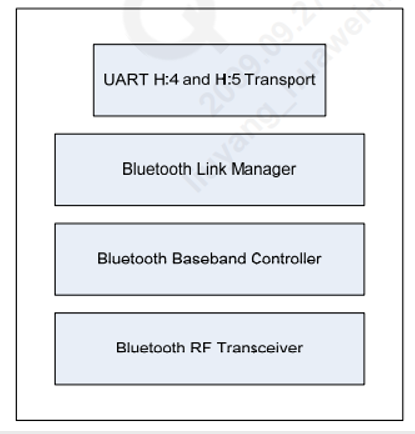 UART H:4 and H:5 Transport
Bluetooth Link Manager
Bluetooth Baseband Controller
Bluetooth RF Transceiver